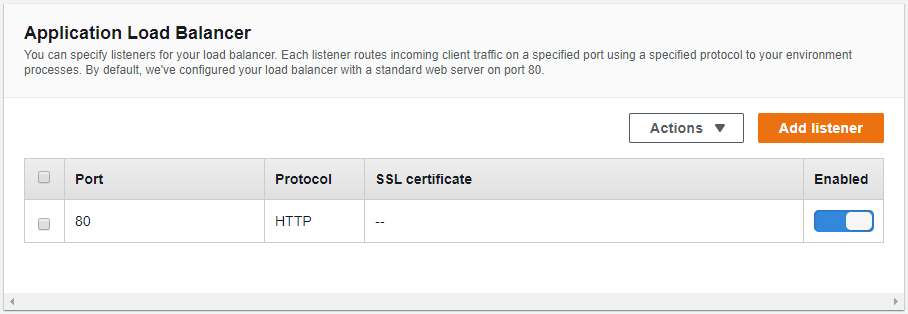 Application Load Balancer
You can specify listeners for your load balancer. Each listener routes incoming client traffic on a specified port using a specified protocol to your environment
processes. By default, we've configured your load balancer with a standard web server on port 80.
Actions
Add listener
Port Protocol SSL certificate Enabled
80 HTTP --